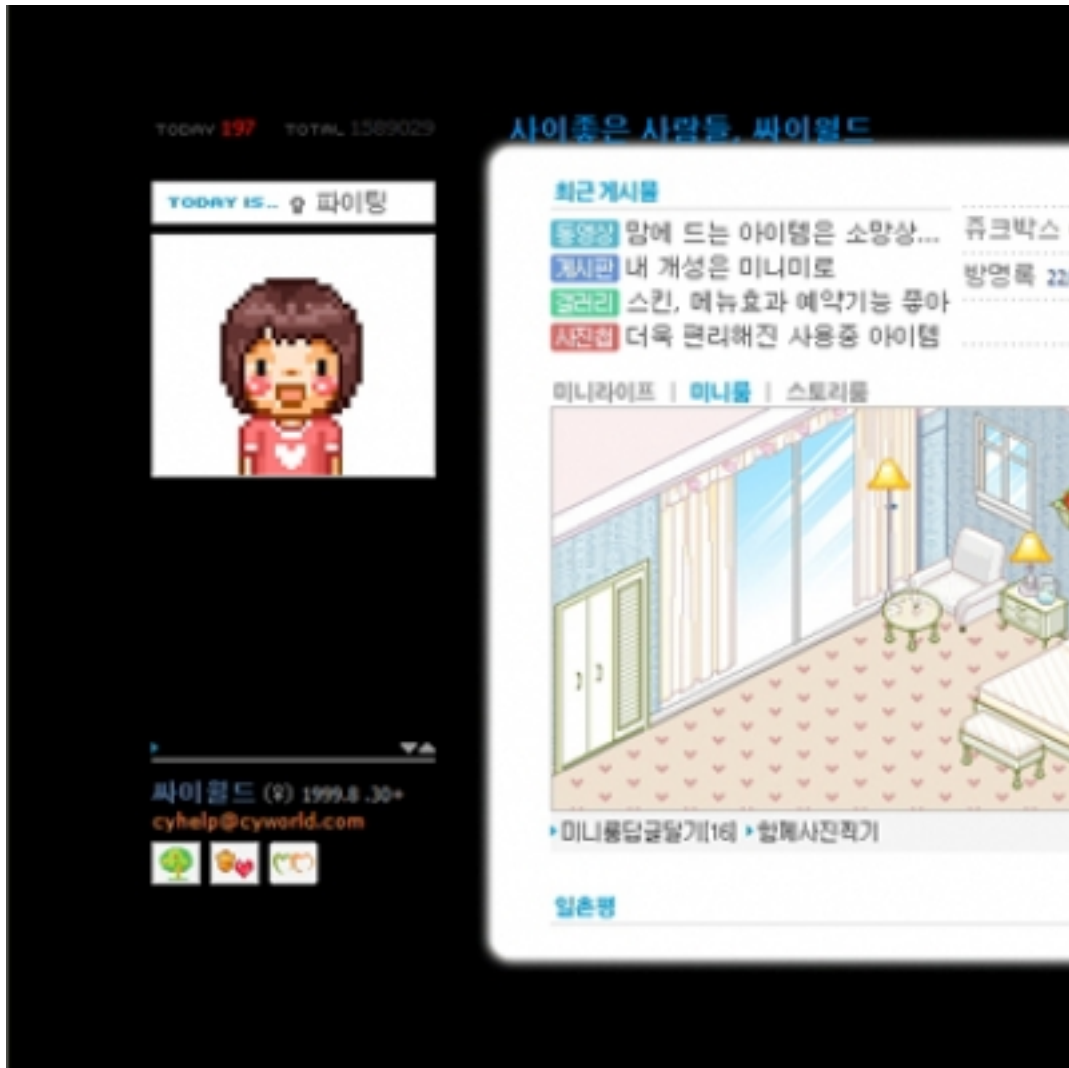 TODAY 197 TOTAL 1589029
사이좋은 사람들, 싸이월드
TODAY IS.. 파이팅
최근 게시물
동영상 맘에 드는 아이템은 소망상...
게시판 내 개성은 미니미로
갤러리 스킨, 메뉴효과 예약기능 좋아
사진첩 더욱 편리해진 사용중 아이템
쥬크박스
방명록 22
미니라이프 | 미니룸 | 스토리룸
미니룸답글달기[16] 함께사진찍기
싸이월드 (♀) 1999.8 .30+
cyhelp@cyworld.com
일촌평